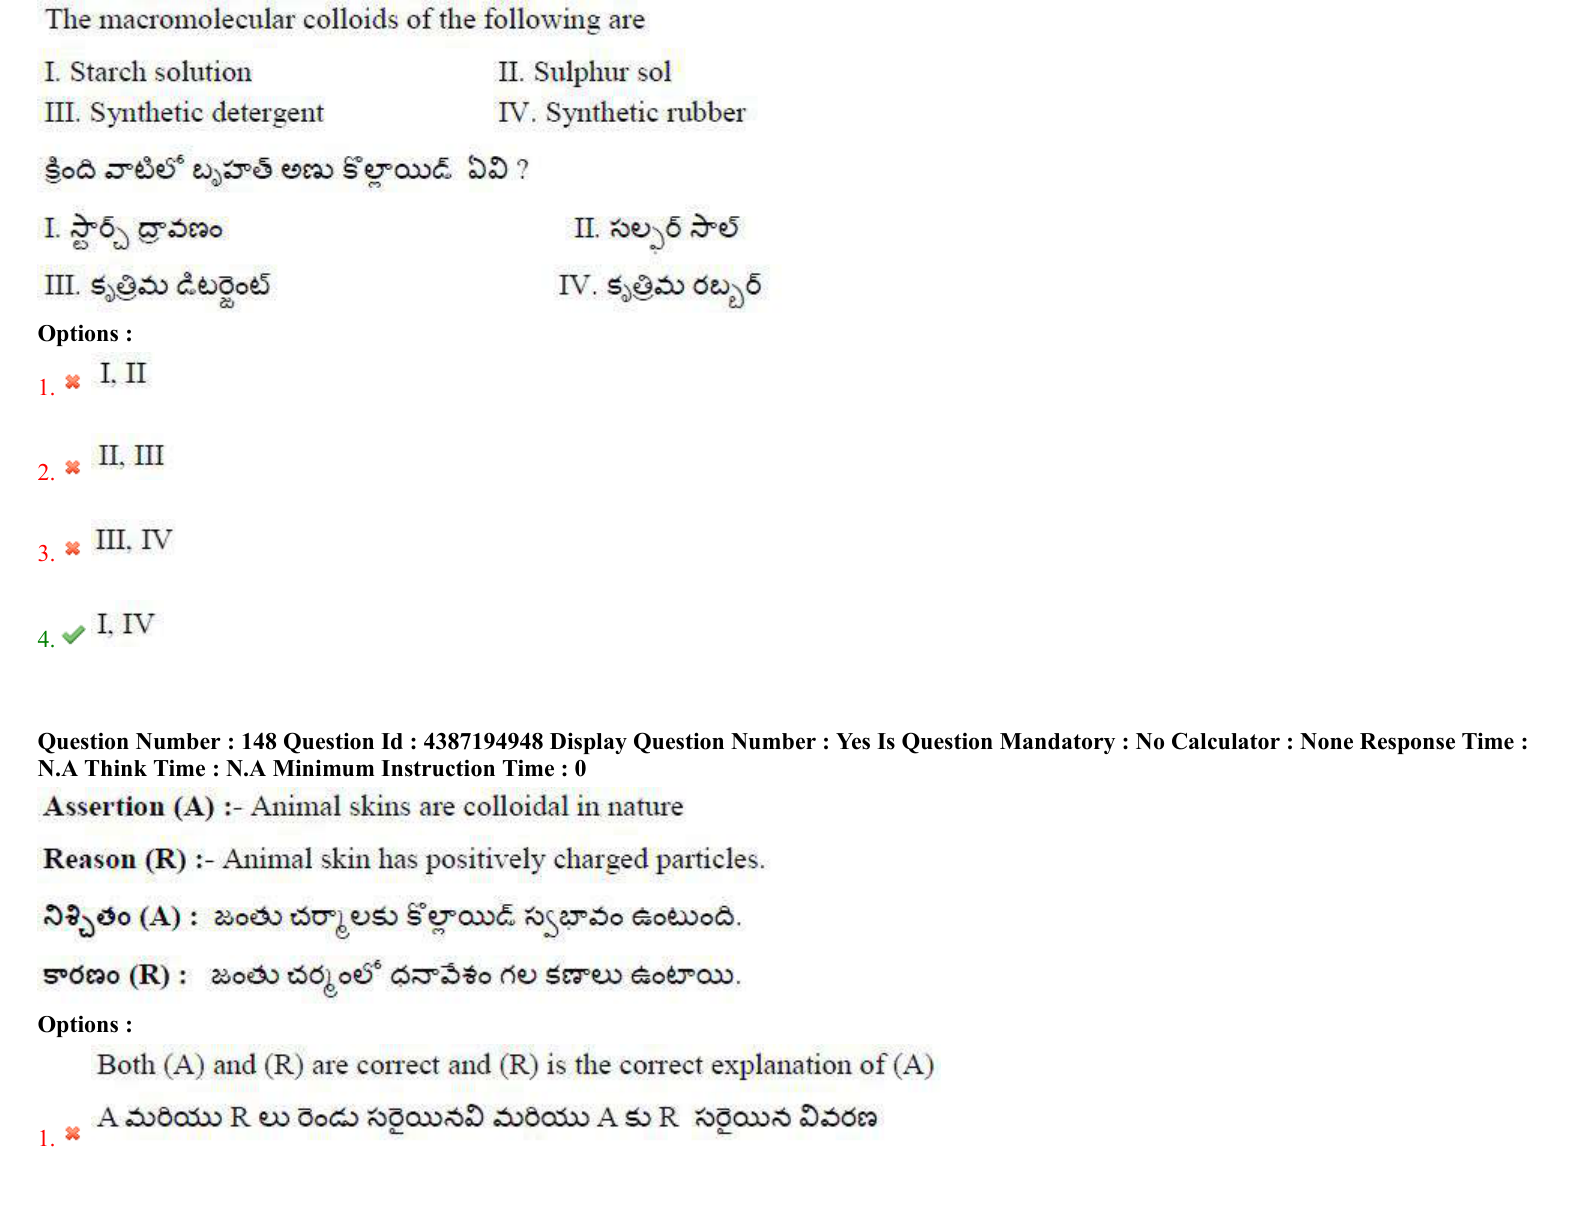 The macromolecular colloids of the following are
I. Starch solution II. Sulphur sol
III. Synthetic detergent IV. Synthetic rubber
క్రింది వాటిలో బృహత్ అణు కొల్లాయిడ్ ఏవి ?
I. స్టార్చ్ ద్రావణం II. సల్ఫర్ సాల్
III. కృత్రిమ డిటర్జెంట్ IV. కృత్రిమ రబ్బర్
Options :
1. I, II
2. II, III
3. III, IV
4. I, IV
Question Number : 148 Question Id : 4387194948 Display Question Number : Yes Is Question Mandatory : No Calculator : None Response Time :
N.A Think Time : N.A Minimum Instruction Time : 0
Assertion (A) :- Animal skins are colloidal in nature
Reason (R) :- Animal skin has positively charged particles.
నిశ్చితం (A) : జంతు చర్మాలకు కొల్లాయిడ్ స్వభావం ఉంటుంది.
కారణం (R) : జంతు చర్మంలో ధనావేశం గల కణాలు ఉంటాయి.
Options :
Both (A) and (R) are correct and (R) is the correct explanation of (A)
A మరియు R లు రెండు సరైయినవి మరియు A కు R సరైయిన వివరణ
1.